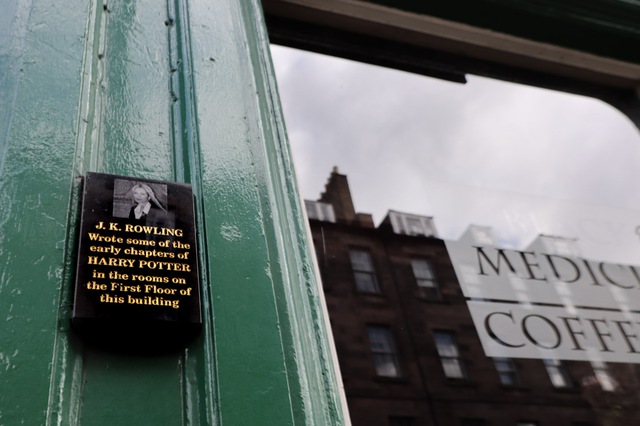 J. K. ROWLING
Wrote some of the
early chapters of
HARRY POTTER
in the rooms on
the First Floor of
this building
MEDICI
COFFE